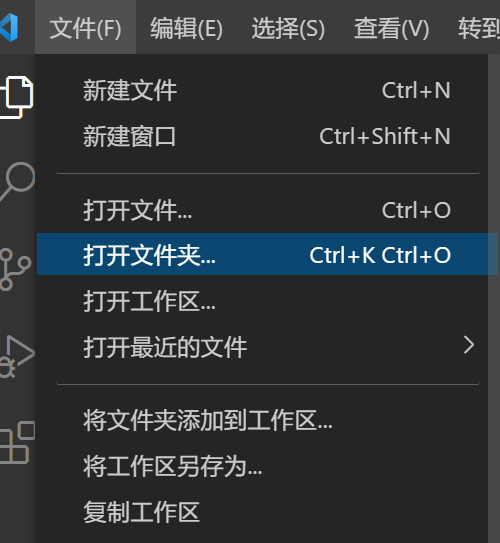 文件(F) 编辑(E) 选择(S) 查看(V) 转到
新建文件 Ctrl+N
新建窗口 Ctrl+Shift+N
打开文件... Ctrl+O
打开文件夹... Ctrl+K Ctrl+O
打开工作区...
打开最近的文件
将文件夹添加到工作区...
将工作区另存为...
复制工作区